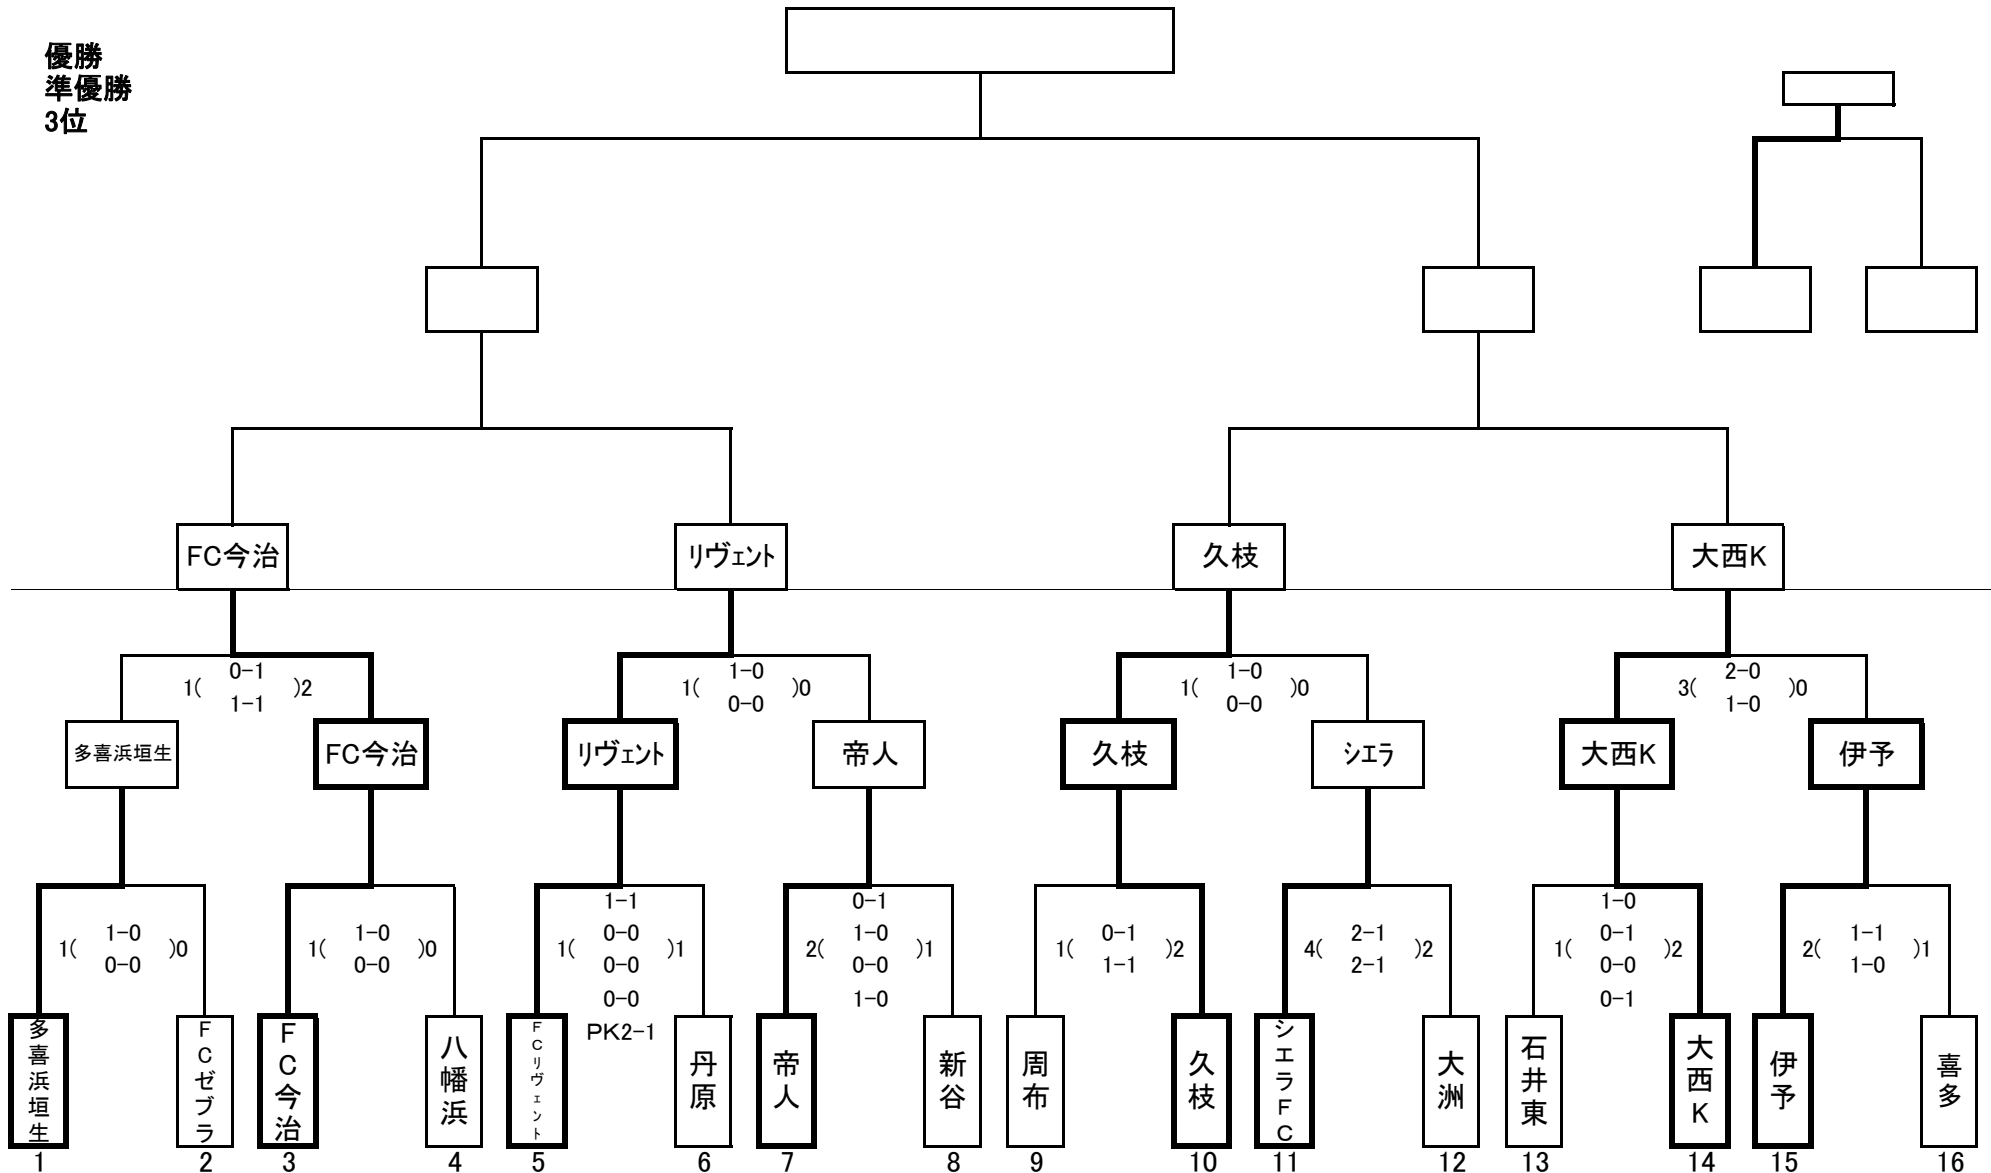 優勝
準優勝
3位
FC今治
リヴェント
久枝
大西K
0-1
1( )2
1-1
1-0
1( )0
0-0
1-0
1( )0
0-0
2-0
3( )0
1-0
多喜浜垣生
FC今治
リヴェント
帝人
久枝
シエラ
大西K
伊予
1-0
1( )0
0-0
1-0
1( )0
0-0
1-1
0-0
1( )1
0-0
0-0
PK2-1
0-1
1-0
2( )1
0-0
1-0
0-1
1( )2
1-1
2-1
4( )2
2-1
1-0
0-1
1( )2
0-0
0-1
1-1
2( )1
1-0
多喜浜垣生
FCゼブラ
FC今治
八幡浜
FCリヴェント
丹原
帝人
新谷
周布
久枝
シエラFC
大洲
石井東
大西K
伊予
喜多
1 2 3 4 5 6 7 8 9 10 11 12 13 14 15 16